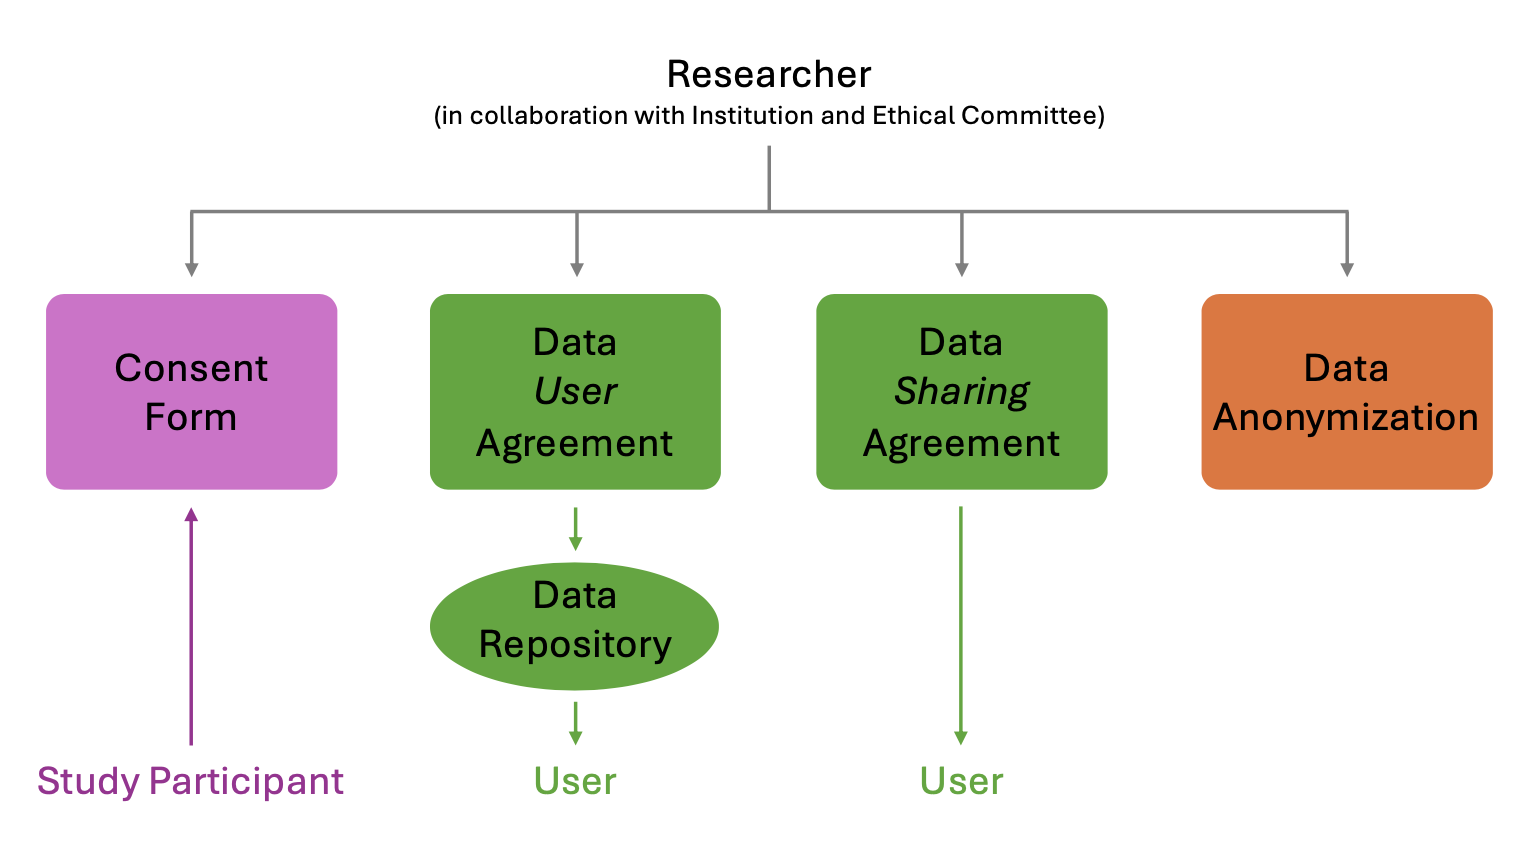 Researcher
(in collaboration with Institution and Ethical Committee)
Consent
Form
Data
User
Agreement
Data
Sharing
Agreement
Data
Anonymization
Data
Repository
Study Participant
User
User